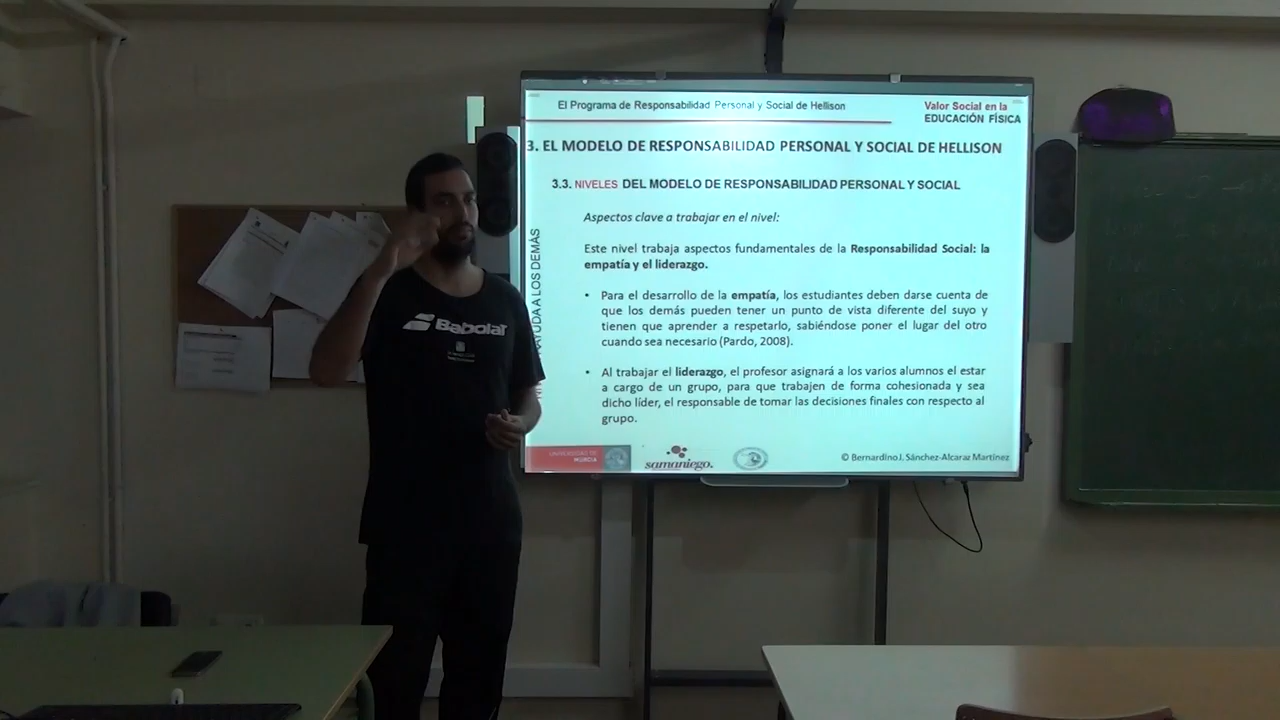 El Programa de Responsabilidad Personal y Social de Hellison
Valor Social en la
EDUCACIÓN FÍSICA
3. EL MODELO DE RESPONSABILIDAD PERSONAL Y SOCIAL DE HELLISON
3.3. NIVELES DEL MODELO DE RESPONSABILIDAD PERSONAL Y SOCIAL
Aspectos clave a trabajar en el nivel:
Este nivel trabaja aspectos fundamentales de la Responsabilidad Social: la
empatía y el liderazgo.
• Para el desarrollo de la empatía, los estudiantes deben darse cuenta de
que los demás pueden tener un punto de vista diferente del suyo y
tienen que aprender a respetarlo, sabiéndose poner el lugar del otro
cuando sea necesario (Pardo, 2008).
• Al trabajar el liderazgo, el profesor asignará a los varios alumnos el estar
a cargo de un grupo, para que trabajen de forma cohesionada y sea
dicho líder, el responsable de tomar las decisiones finales con respecto al
grupo.
AYUDA A LOS DEMÁS
UNIVERSIDAD DE
MURCIA
samaniego.
© Bernardino J. Sánchez-Alcaraz Martínez
Babolat